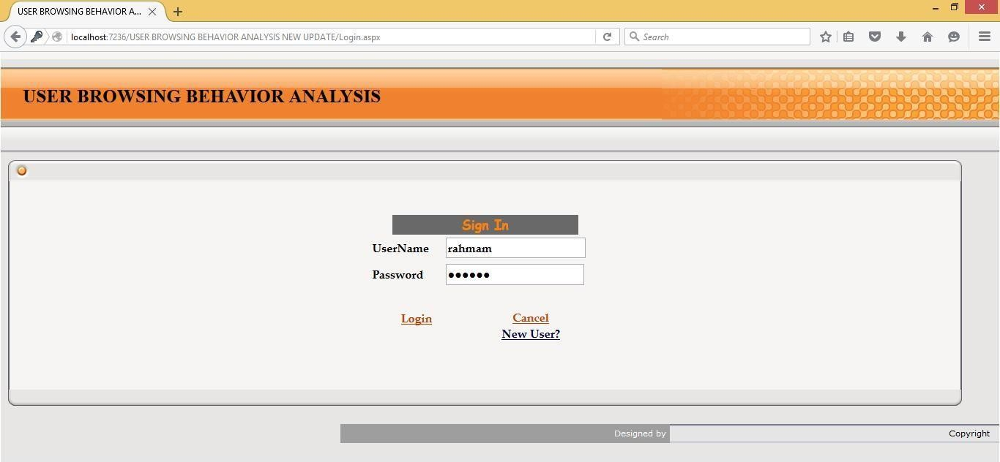 USER BROWSING BEHAVIOR A...
localhost:7236/USER BROWSING BEHAVIOR ANALYSIS NEW UPDATE/Login.aspx
Search
USER BROWSING BEHAVIOR ANALYSIS
Sign In
UserName rahmam
Password ●●●●●●
Login Cancel
New User?
Designed by Copyright